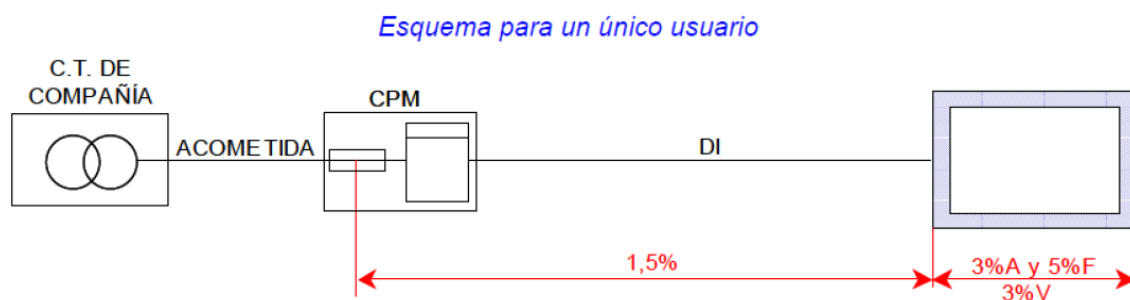 Esquema para un único usuario
C.T. DE
COMPAÑÍA
ACOMETIDA
CPM
DI
1,5%
3%A y 5%F
3%V